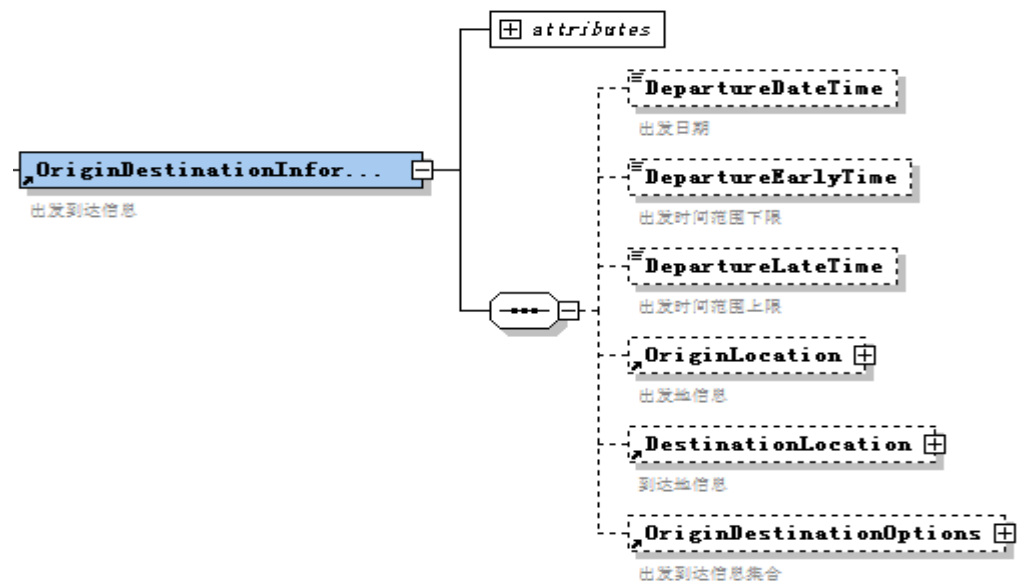 attributes
DepartureDateTime
出发日期
DepartureEarlyTime
OriginDestinationInfor...
出发到达信息
出发时间范围下限
DepartureLateTime
出发时间范围上限
OriginLocation
出发地信息
DestinationLocation
到达地信息
OriginDestinationOptions
出发到达信息集合